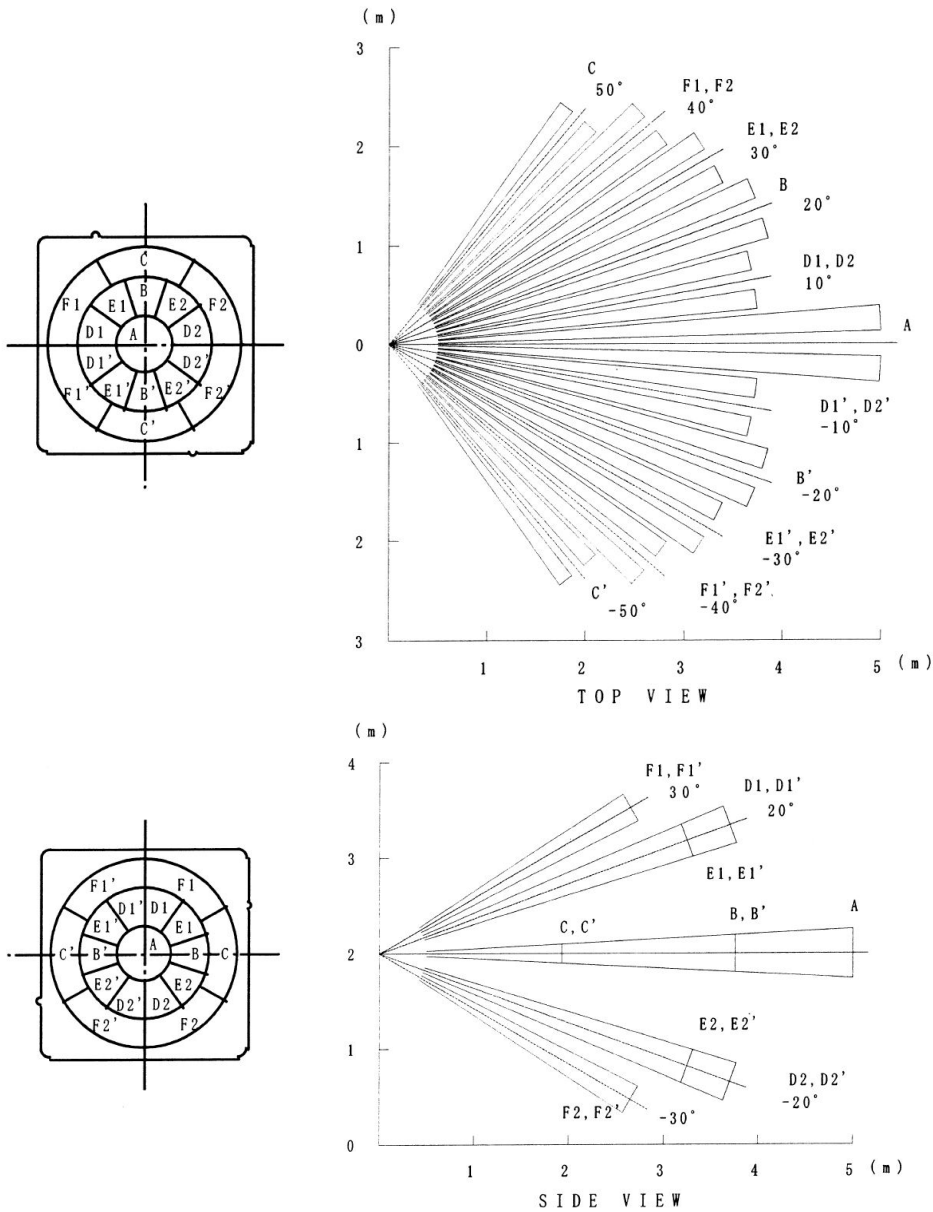 (m)
3
2
1
0
1
2
3
1 2 3 4 5 (m)
TOP VIEW
C
50°
F1, F2
40°
E1, E2
30°
B
20°
D1, D2
10°
A
D1', D2'
-10°
B'
-20°
E1', E2'
-30°
F1', F2'
-40°
C'
-50°
C
F1 E1 B E2 F2
D1 A D2
D1' D2'
F1' E1' B' E2' F2'
C'
(m)
4
3
2
1
0
1 2 3 4 5 (m)
SIDE VIEW
F1, F1'
30°
D1, D1'
20°
E1, E1'
C, C'
B, B'
A
E2, E2'
D2, D2'
-20°
F2, F2'
-30°
F1' F1
D1' D1
E1' E1
C' B' A B C
E2' E2
D2' D2
F2' F2